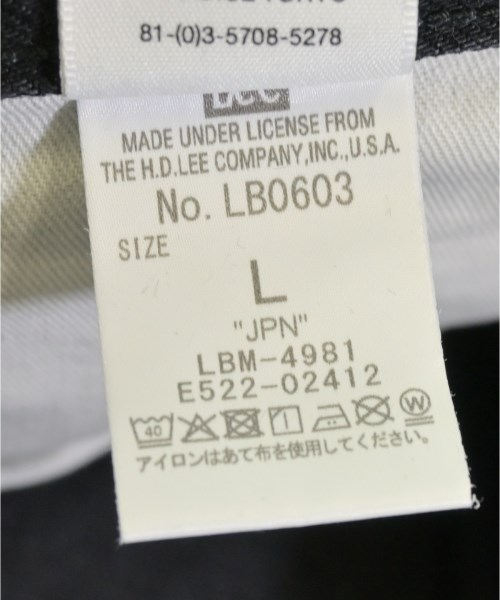 81-(0)3-5708-5278
MADE UNDER LICENSE FROM
THE H.D.LEE COMPANY,INC.,U.S.A.
No. LB0603
SIZE
L
"JPN"
LBM-4981
E522-02412
40
W
アイロンはあて布を使用してください。